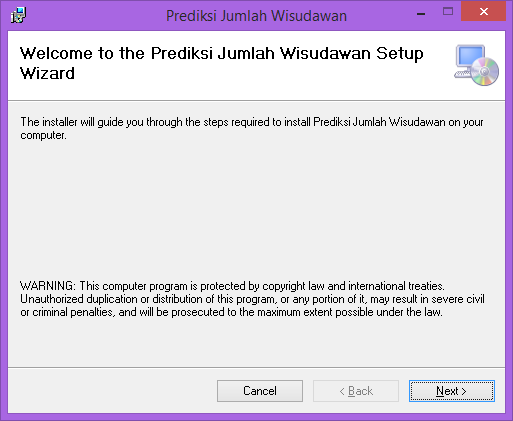 Prediksi Jumlah Wisudawan
Welcome to the Prediksi Jumlah Wisudawan Setup
Wizard
The installer will guide you through the steps required to install Prediksi Jumlah Wisudawan on your
computer.
WARNING: This computer program is protected by copyright law and international treaties.
Unauthorized duplication or distribution of this program, or any portion of it, may result in severe civil
or criminal penalties, and will be prosecuted to the maximum extent possible under the law.
Cancel < Back Next >